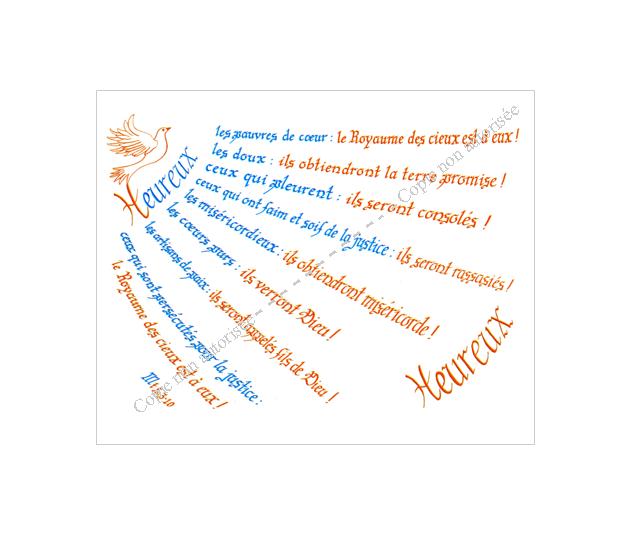 Heureux
les pauvres de cœur : le Royaume des cieux est à eux !
les doux : ils obtiendront la terre promise !
ceux qui pleurent : ils seront consolés !
ceux qui ont faim et soif de la justice : ils seront rassasiés !
les miséricordieux : ils obtiendront miséricorde !
les cœurs purs : ils verront Dieu !
les artisans de paix : ils seront appelés fils de Dieu !
ceux qui sont persécutés pour la justice :
le Royaume des cieux est à eux !
Heureux
Copie non autorisée
Copie non autorisée